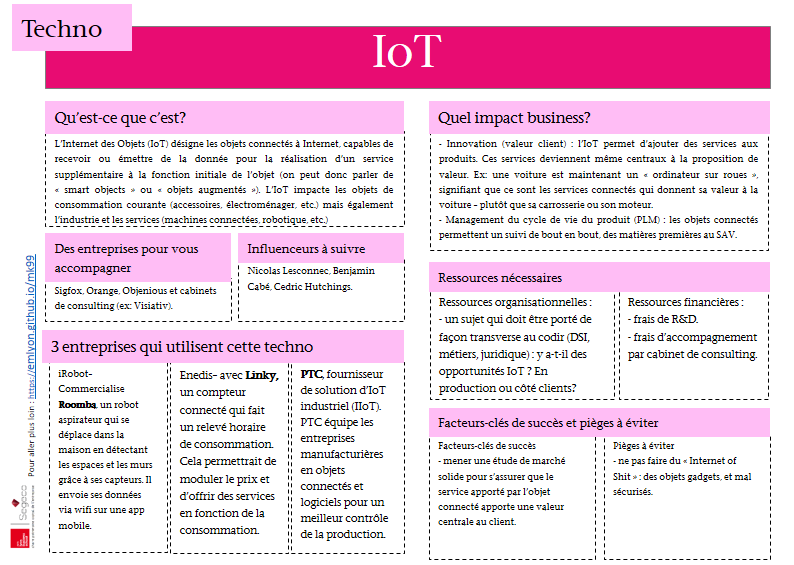 Techno
IoT
Qu'est-ce que c'est?
L'Internet des Objets (IoT) désigne les objets connectés à Internet, capables de
recevoir ou émettre de la donnée pour la réalisation d'un service
supplémentaire à la fonction initiale de l'objet (on peut donc parler de
« smart objects » ou « objets augmentés »). L'IoT impacte les objets de
consommation courante (accessoires, électroménager, etc.) mais également
l'industrie et les services (machines connectées, robotique, etc.)
Des entreprises pour vous
accompagner
Sigfox, Orange, Objenious et cabinets
de consulting (ex: Visiativ).
Influenceurs à suivre
Nicolas Lesconnec, Benjamin
Cabé, Cedric Hutchings.
3 entreprises qui utilisent cette techno
iRobot-
Commercialise
Roomba, un robot
aspirateur qui se
déplace dans la
maison en détectant
les espaces et les murs
grâce à ses capteurs. Il
envoie ses données
via wifi sur une app
mobile.
Enedis– avec Linky,
un compteur
connecté qui fait
un relevé horaire
de consommation.
Cela permettrait de
moduler le prix et
d'offrir des services
en fonction de la
consommation.
PTC, fournisseur
de solution d'IoT
industriel (IIoT).
PTC équipe les
entreprises
manufacturières
en objets
connectés et
logiciels pour un
meilleur contrôle
de la production.
Quel impact business?
- Innovation (valeur client) : l'IoT permet d'ajouter des services aux
produits. Ces services deviennent même centraux à la proposition de
valeur. Ex: une voiture est maintenant un « ordinateur sur roues »,
signifiant que ce sont les services connectés qui donnent sa valeur à la
voiture – plutôt que sa carrosserie ou son moteur.
- Management du cycle de vie du produit (PLM) : les objets connectés
permettent un suivi de bout en bout, des matières premières au SAV.
Ressources nécessaires
Ressources organisationnelles :
- un sujet qui doit être porté de
façon transverse au codir (DSI,
métiers, juridique) : y a-t-il des
opportunités IoT ? En
production ou côté clients?
Ressources financières :
- frais de R&D.
- frais d'accompagnement
par cabinet de consulting.
Facteurs-clés de succès et pièges à éviter
Facteurs-clés de succès
- mener une étude de marché
solide pour s'assurer que le
service apporté par l'objet
connecté apporte une valeur
centrale au client.
Pièges à éviter
- ne pas faire du « Internet of
Shit » : des objets gadgets, et mal
sécurisés.
Pour aller plus loin : https://emlyon.github.io/mk99
Segeco